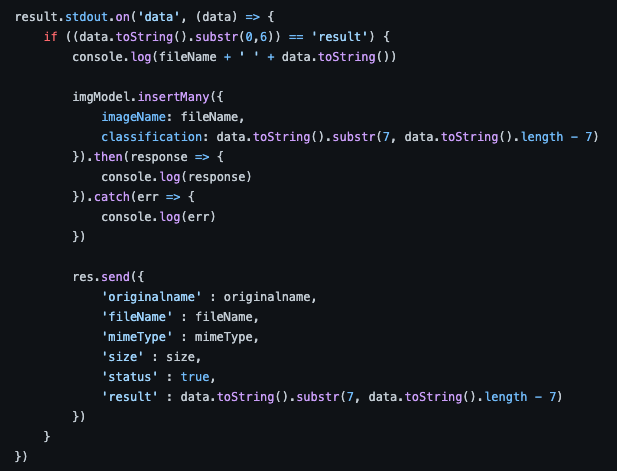 result.stdout.on('data', (data) => {
    if ((data.toString().substr(0,6)) == 'result') {
        console.log(fileName + ' ' + data.toString())

        imgModel.insertMany({
            imageName: fileName,
            classification: data.toString().substr(7, data.toString().length - 7)
        }).then(response => {
            console.log(response)
        }).catch(err => {
            console.log(err)
        })

        res.send({
            'originalname' : originalname,
            'fileName' : fileName,
            'mimeType' : mimeType,
            'size' : size,
            'status' : true,
            'result' : data.toString().substr(7, data.toString().length - 7)
        })
    }
})